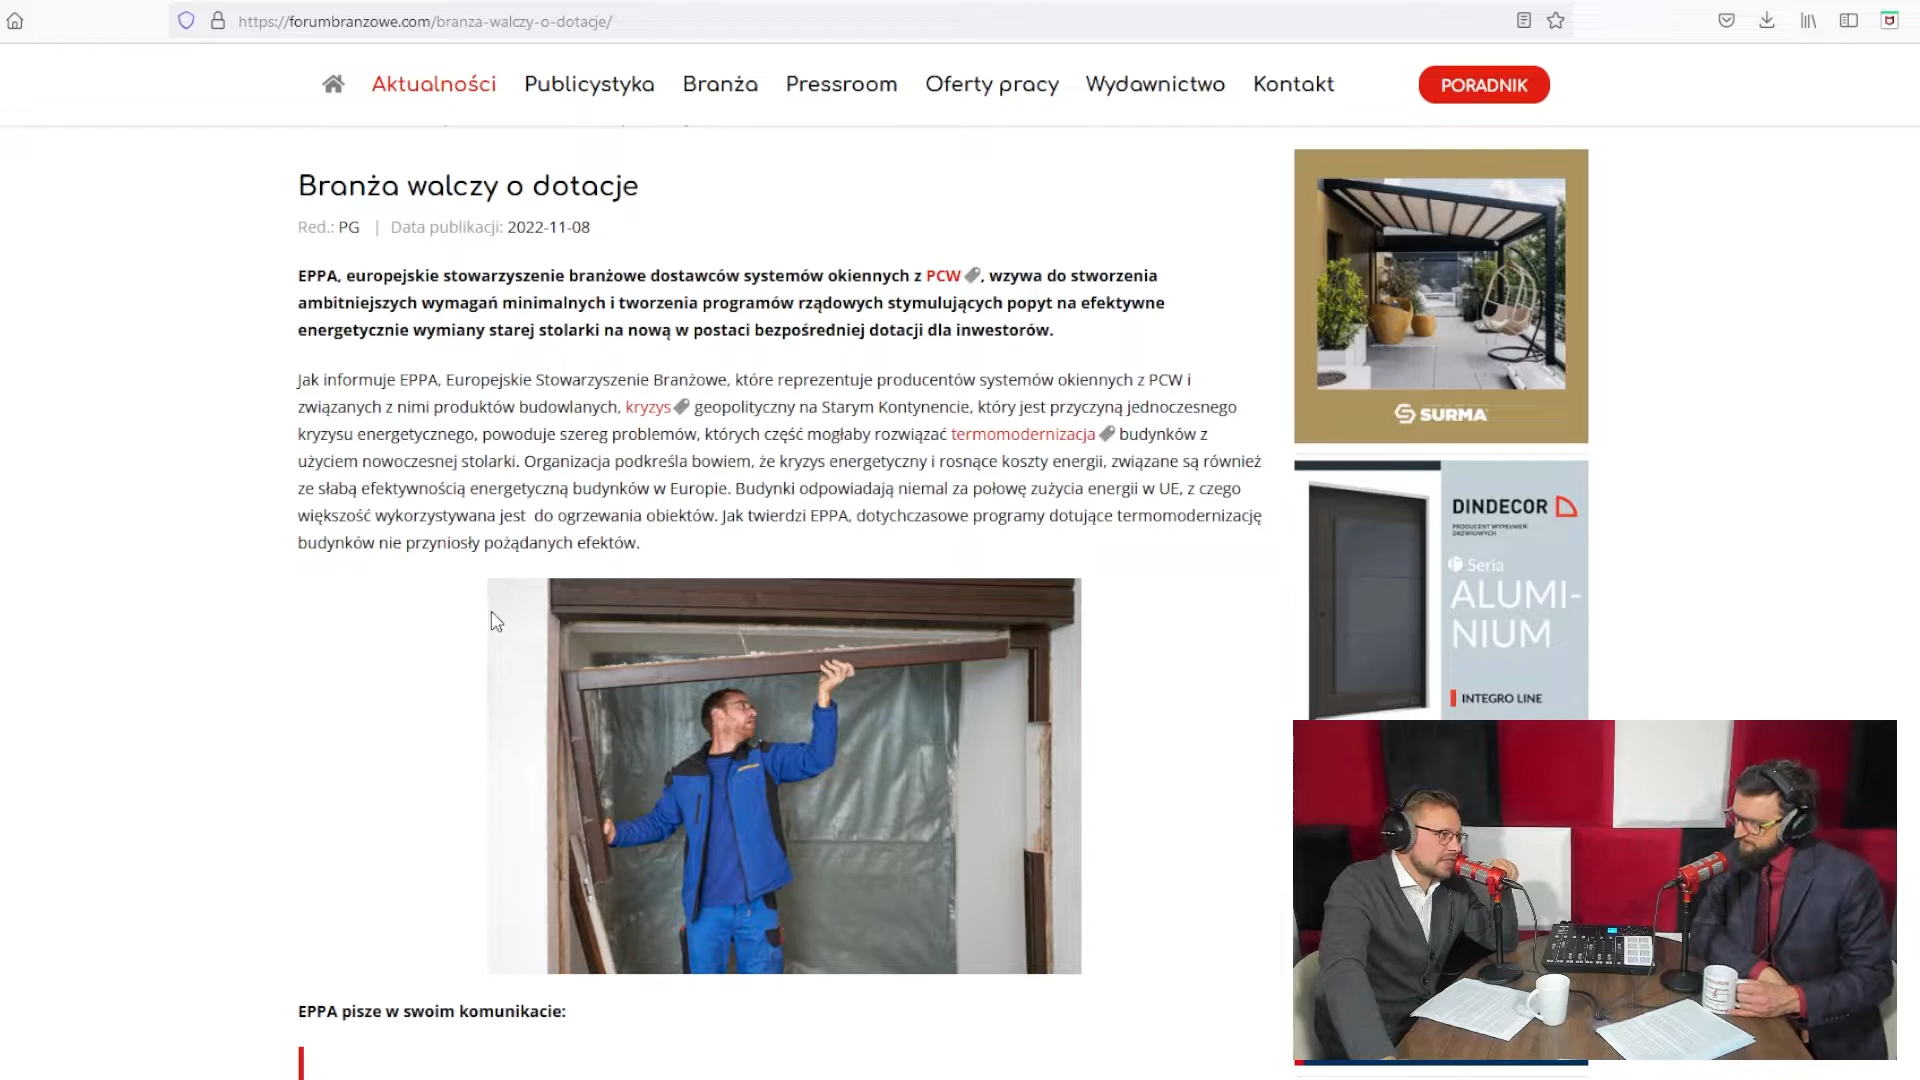 https://forumbranzowe.com/branza-walczy-o-dotacje/
Aktualności Publicystyka Branża Pressroom Oferty pracy Wydawnictwo Kontakt PORADNIK
Branża walczy o dotacje
Red.: PG | Data publikacji: 2022-11-08
EPPA, europejskie stowarzyszenie branżowe dostawców systemów okiennych z PCW, wzywa do stworzenia
ambitniejszych wymagań minimalnych i tworzenia programów rządowych stymulujących popyt na efektywne
energetycznie wymiany starej stolarki na nową w postaci bezpośredniej dotacji dla inwestorów.
Jak informuje EPPA, Europejskie Stowarzyszenie Branżowe, które reprezentuje producentów systemów okiennych z PCW i
związanych z nimi produktów budowlanych, kryzys geopolityczny na Starym Kontynencie, który jest przyczyną jednoczesnego
kryzysu energetycznego, powoduje szereg problemów, których część mogłaby rozwiązać termomodernizacja budynków z
użyciem nowoczesnej stolarki. Organizacja podkreśla bowiem, że kryzys energetyczny i rosnące koszty energii, związane są również
ze słabą efektywnością energetyczną budynków w Europie. Budynki odpowiadają niemal za połowę zużycia energii w UE, z czego
większość wykorzystywana jest do ogrzewania obiektów. Jak twierdzi EPPA, dotychczasowe programy dotujące termomodernizację
budynków nie przyniosły pożądanych efektów.
EPPA pisze w swoim komunikacie:
SURMA
DINDECOR
PRODUCENT WYPEŁNIEŃ
DRZWIOWYCH
Seria
ALUMI-
NIUM
INTEGRO LINE